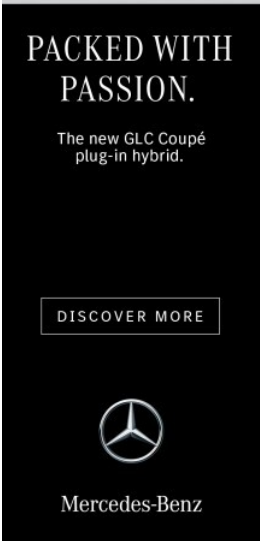 PACKED WITH
PASSION.
The new GLC Coupé
plug-in hybrid.
DISCOVER MORE
Mercedes-Benz